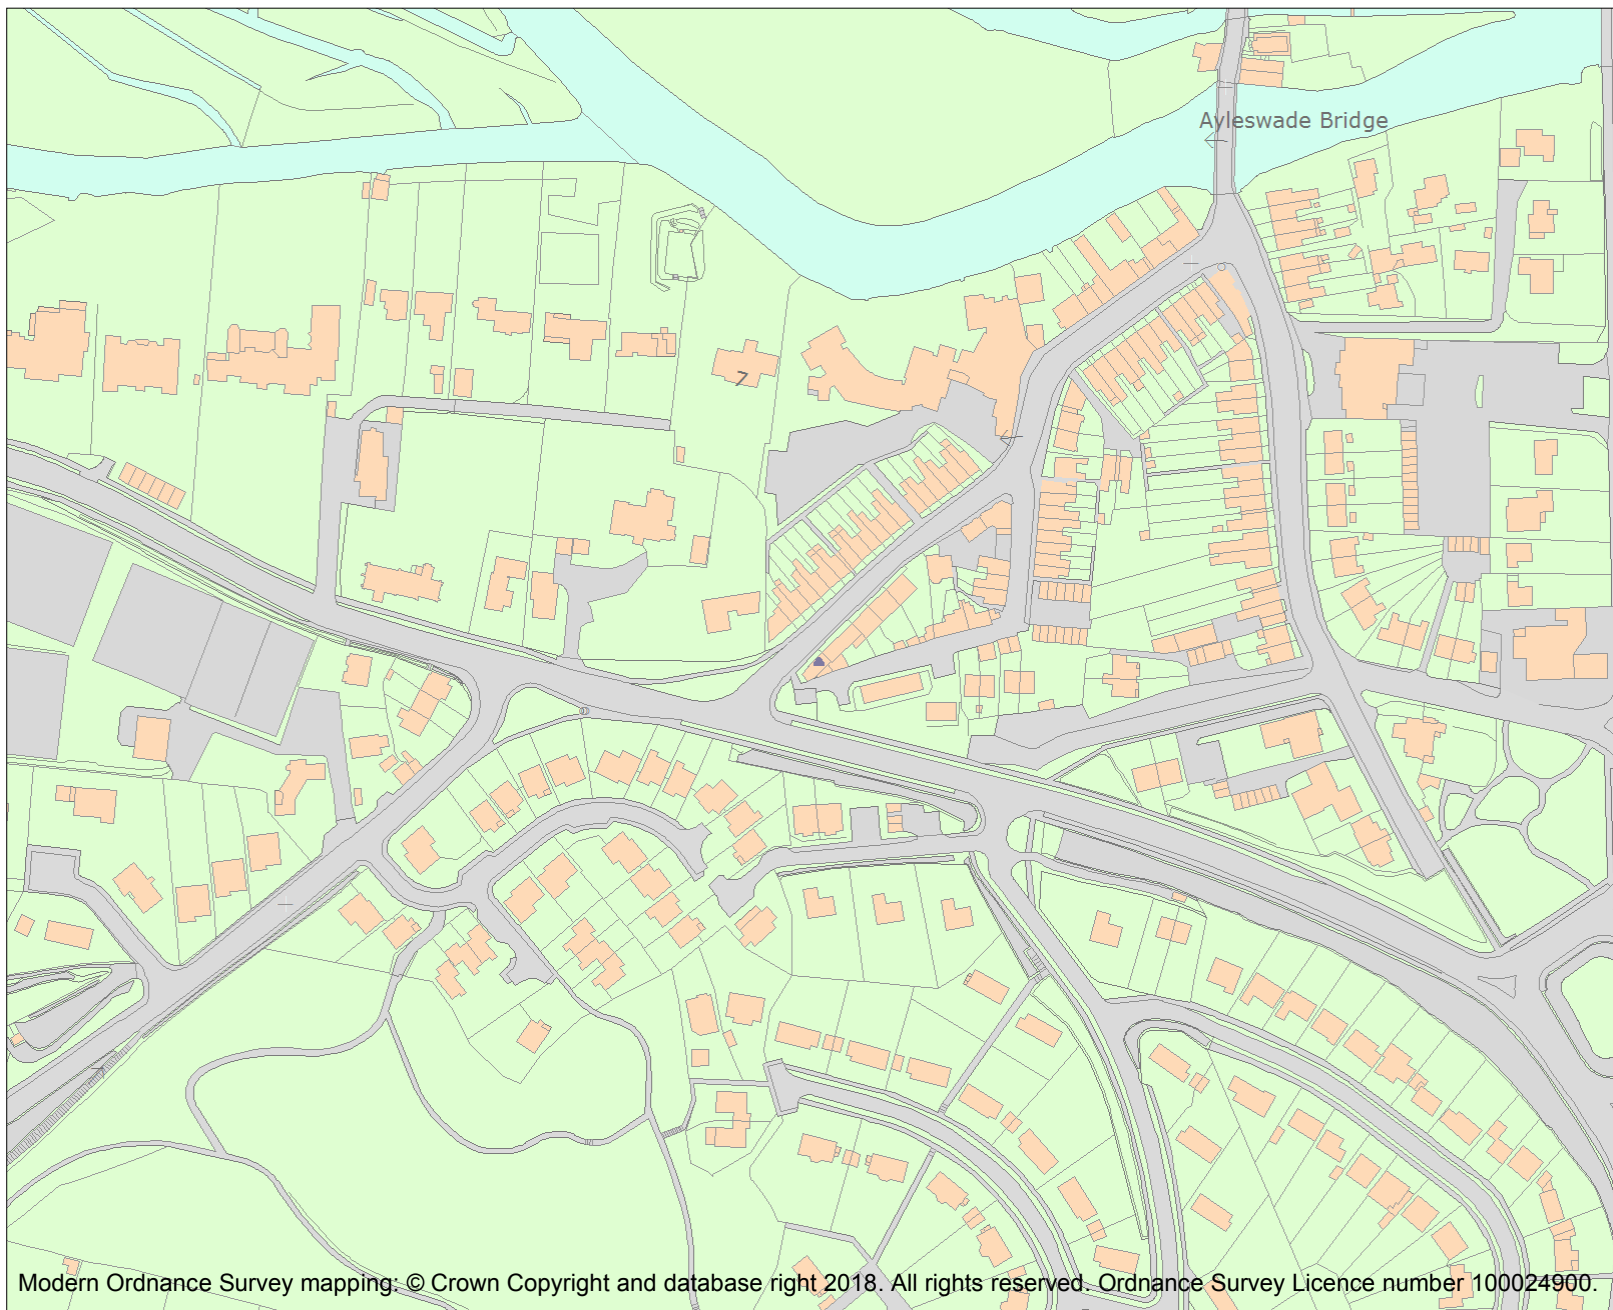 Ayleswade Bridge
7
Modern Ordnance Survey mapping: © Crown Copyright and database right 2018. All rights reserved. Ordnance Survey Licence number 100024900.